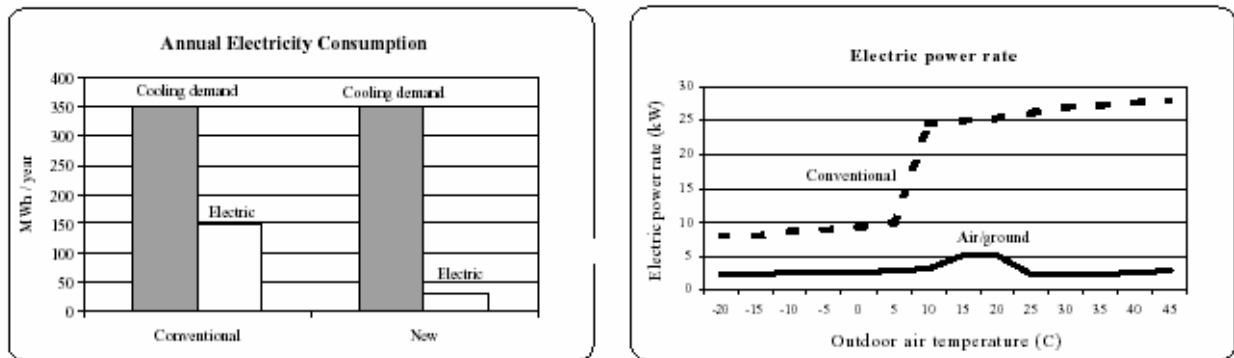 Annual Electricity Consumption
400
350
300
250
200
150
100
50
0
MWh / year
Cooling demand
Cooling demand
Electric
Electric
Conventional New
Electric power rate
30
25
20
15
10
5
0
Electric power rate (kW)
Conventional
Air/ground
-20 -15 -10 -5 0 5 10 15 20 25 30 35 40 45
Outdoor air temperature (C)